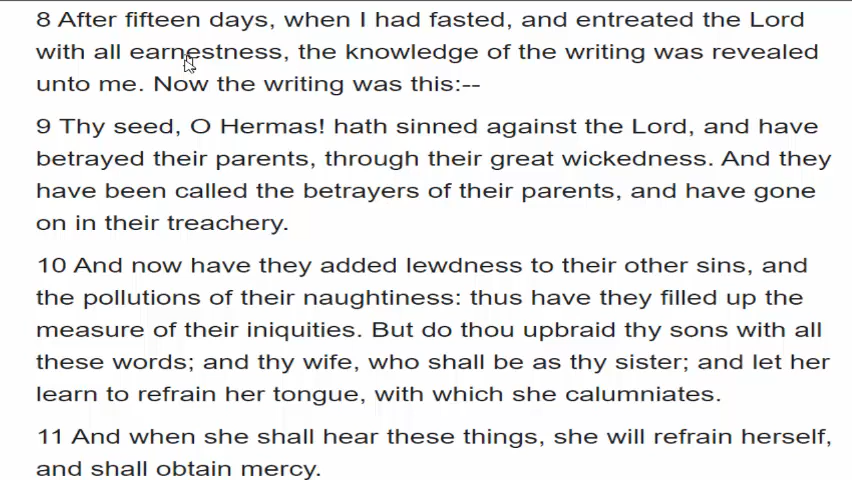 8 After fifteen days, when I had fasted, and entreated the Lord
with all earnestness, the knowledge of the writing was revealed
unto me. Now the writing was this:--
9 Thy seed, O Hermas! hath sinned against the Lord, and have
betrayed their parents, through their great wickedness. And they
have been called the betrayers of their parents, and have gone
on in their treachery.
10 And now have they added lewdness to their other sins, and
the pollutions of their naughtiness: thus have they filled up the
measure of their iniquities. But do thou upbraid thy sons with all
these words; and thy wife, who shall be as thy sister; and let her
learn to refrain her tongue, with which she calumniates.
11 And when she shall hear these things, she will refrain herself,
and shall obtain mercy.